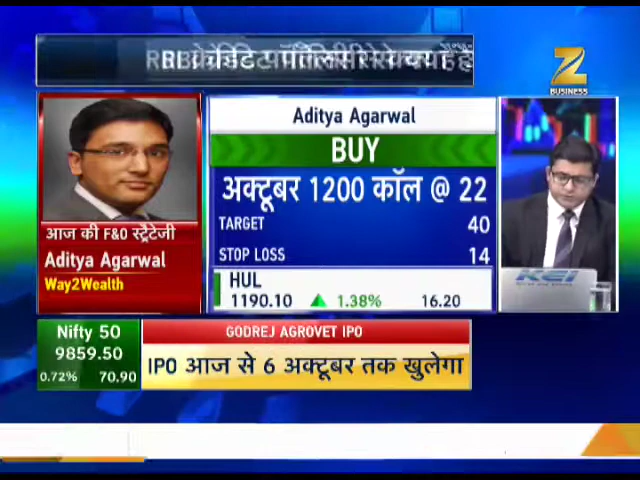 ZEE
BUSINESS
Aditya Agarwal
BUY
अक्टूबर 1200 कॉल @ 22
TARGET 40
STOP LOSS 14
HUL
1190.10 1.38% 16.20
आज की F&O स्ट्रैटेजी
Aditya Agarwal
Way2Wealth
KEI
Nifty 50
9859.50
0.72% 70.90
GODREJ AGROVET IPO
IPO आज से 6 अक्टूबर तक खुलेगा